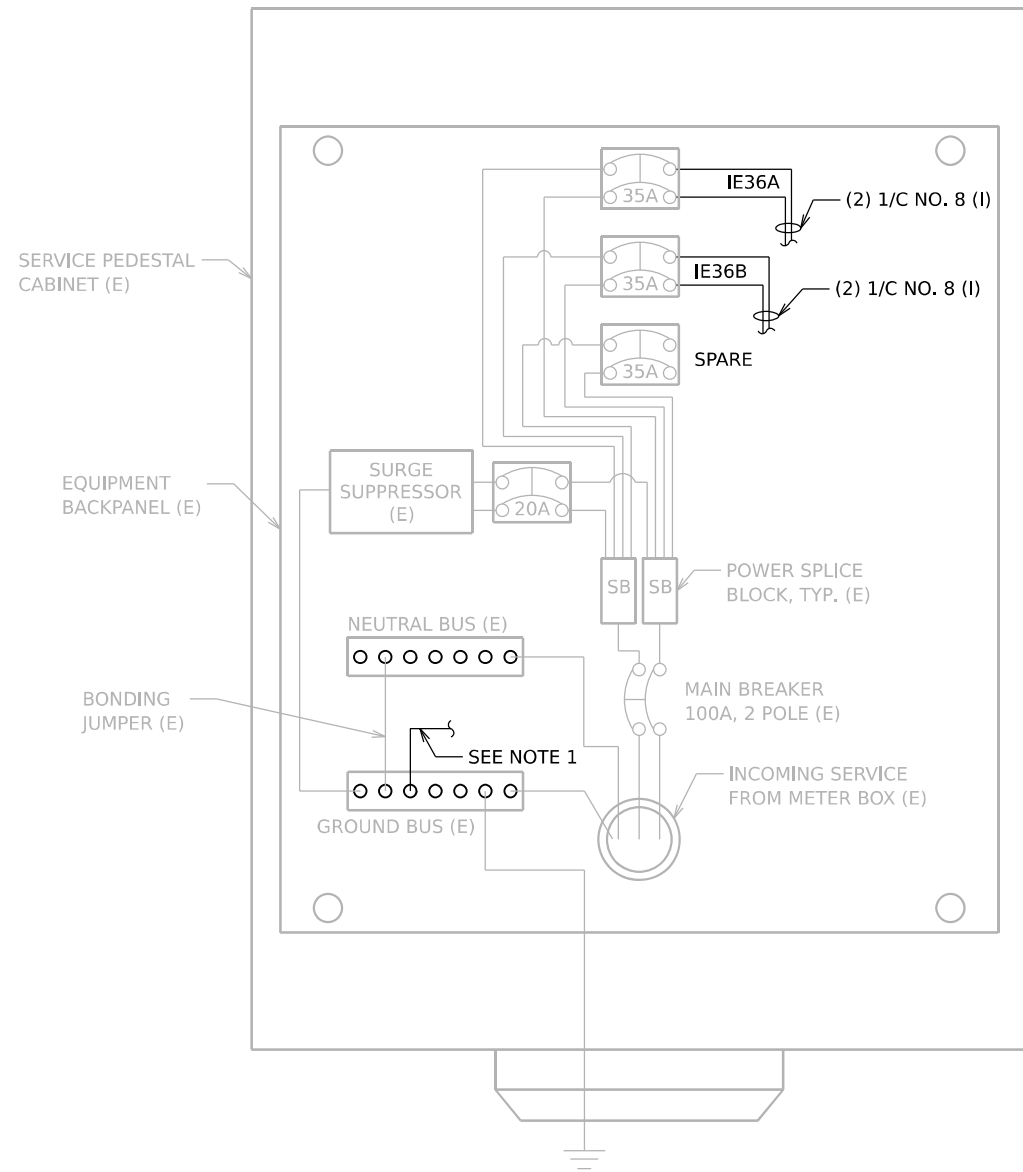 IE36A
35A
(2) 1/C NO. 8 (I)
SERVICE PEDESTAL
CABINET (E)
IE36B
35A
(2) 1/C NO. 8 (I)
SPARE
35A
EQUIPMENT
BACKPANEL (E)
SURGE
SUPPRESSOR
(E)
20A
SB
SB
POWER SPLICE
BLOCK, TYP. (E)
NEUTRAL BUS (E)
BONDING
JUMPER (E)
MAIN BREAKER
100A, 2 POLE (E)
SEE NOTE 1
INCOMING SERVICE
FROM METER BOX (E)
GROUND BUS (E)